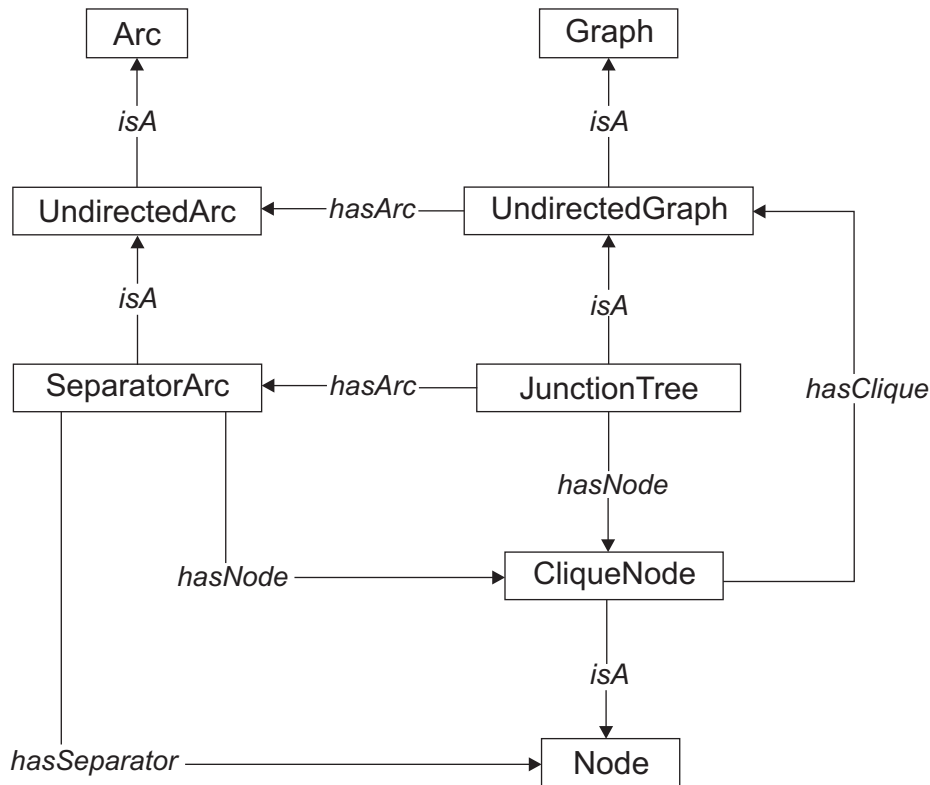 Arc
Graph
isA
isA
UndirectedArc
hasArc
UndirectedGraph
isA
isA
SeparatorArc
hasArc
JunctionTree
hasClique
hasNode
hasNode
CliqueNode
isA
hasSeparator
Node